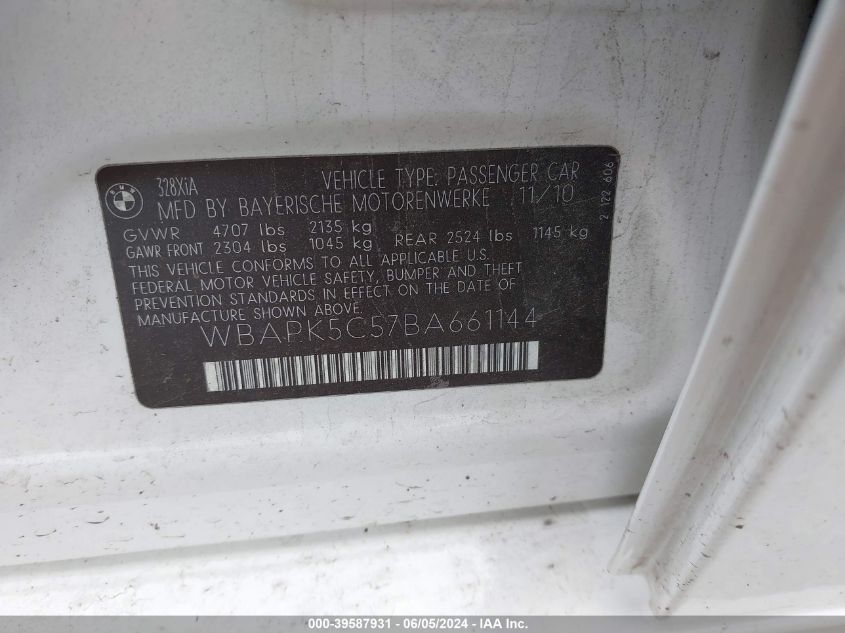 BMW
328XiA
VEHICLE TYPE: PASSENGER CAR
MFD BY BAYERISCHE MOTORENWERKE 11/10
GVWR 4707 lbs 2135 kg
GAWR FRONT 2304 lbs 1045 kg REAR 2524 lbs 1145 kg
THIS VEHICLE CONFORMS TO ALL APPLICABLE U.S.
FEDERAL MOTOR VEHICLE SAFETY, BUMPER AND THEFT
PREVENTION STANDARDS IN EFFECT ON THE DATE OF
MANUFACTURE SHOWN ABOVE.
WBAPK5C57BA661144
2 122 606
000-39587931 - 06/05/2024 - IAA Inc.